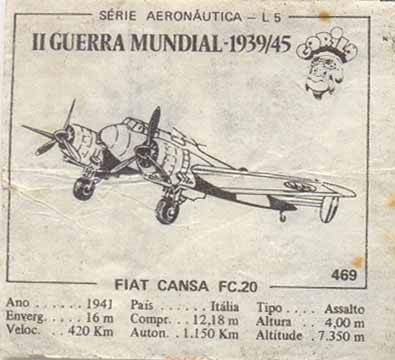 SÉRIE AERONÁUTICA – L 5
II GUERRA MUNDIAL-1939/45
GORILA
469
FIAT CANSA FC.20
Ano ...... 1941 País ...... Itália Tipo .... Assalto
Enverg. .... 16 m Compr. .. 12,18 m Altura .. 4,00 m
Veloc. .. 420 Km Auton. . 1.150 Km Altitude . 7.350 m